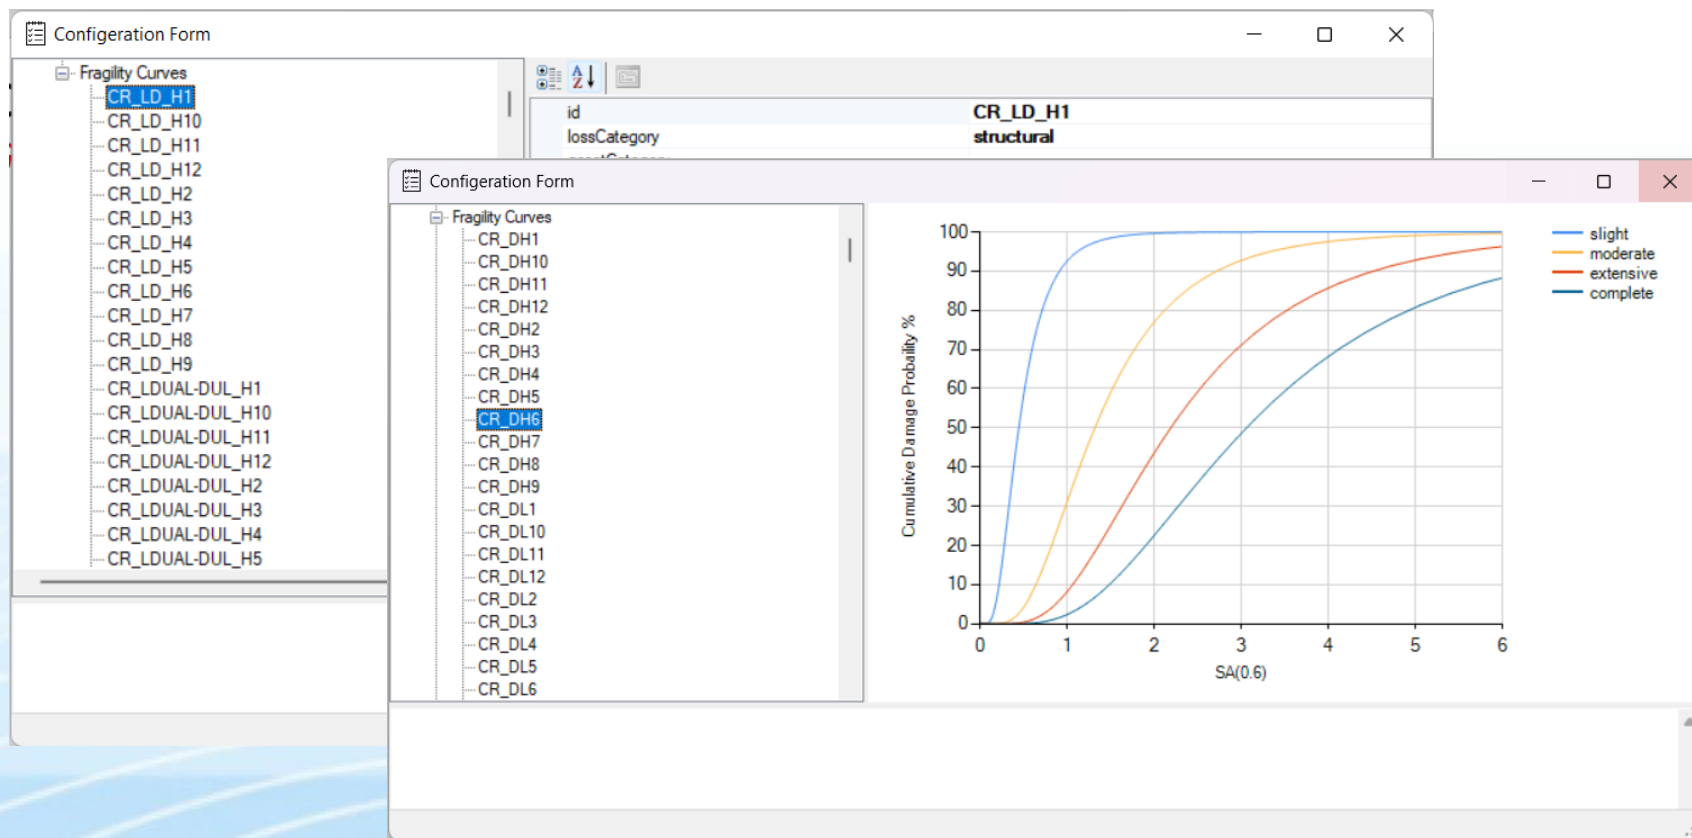 Configeration Form
Fragility Curves
CR_LD_H1
CR_LD_H10
CR_LD_H11
CR_LD_H12
CR_LD_H2
CR_LD_H3
CR_LD_H4
CR_LD_H5
CR_LD_H6
CR_LD_H7
CR_LD_H8
CR_LD_H9
CR_LDUAL-DUL_H1
CR_LDUAL-DUL_H10
CR_LDUAL-DUL_H11
CR_LDUAL-DUL_H12
CR_LDUAL-DUL_H2
CR_LDUAL-DUL_H3
CR_LDUAL-DUL_H4
CR_LDUAL-DUL_H5
A
Z
id CR_LD_H1
lossCategory structural
Configeration Form
Fragility Curves
CR_DH1
CR_DH10
CR_DH11
CR_DH12
CR_DH2
CR_DH3
CR_DH4
CR_DH5
CR_DH6
CR_DH7
CR_DH8
CR_DH9
CR_DL1
CR_DL10
CR_DL11
CR_DL12
CR_DL2
CR_DL3
CR_DL4
CR_DL5
CR_DL6
Cumulative Damage Probability %
100
90
80
70
60
50
40
30
20
10
0
0 1 2 3 4 5 6
SA(0.6)
slight
moderate
extensive
complete